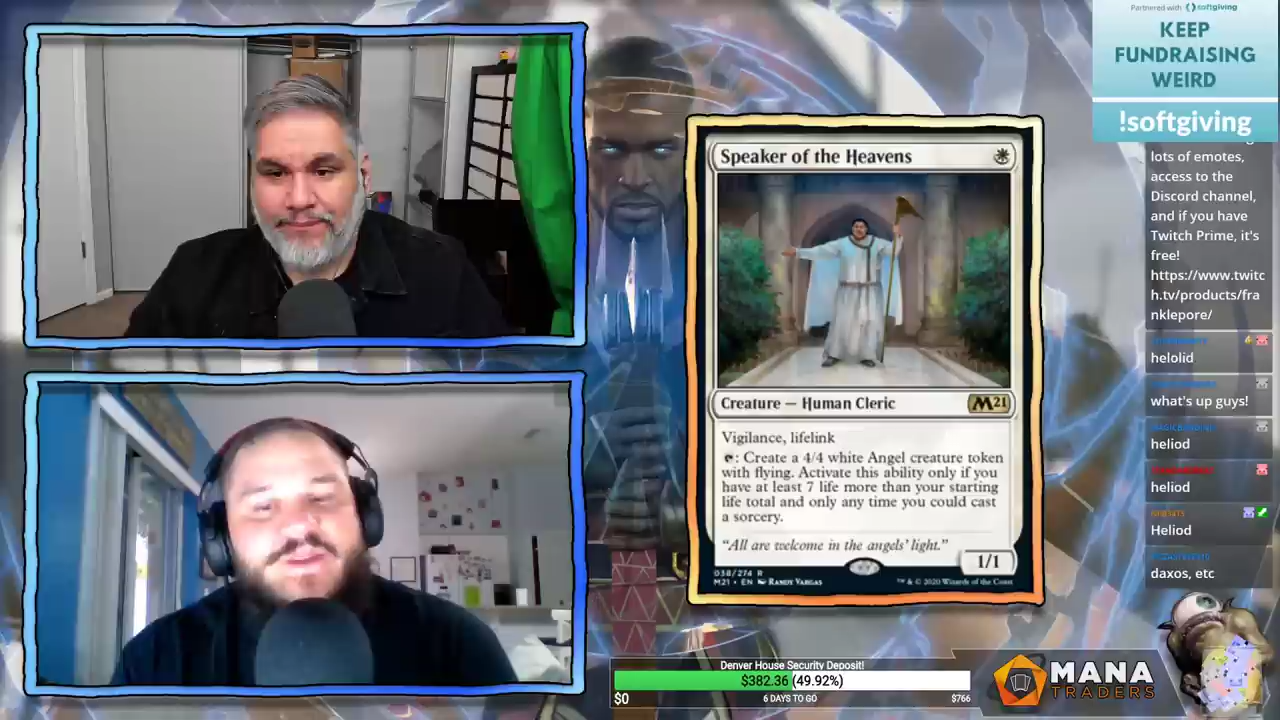 Partnered with softgiving
KEEP
FUNDRAISING
WEIRD
!softgiving
lots of emotes,
access to the
Discord channel,
and if you have
Twitch Prime, it's
free!
https://www.twitc
h.tv/products/fra
nklepore/
helolid
what's up guys!
heliod
heliod
Heliod
daxos, etc
Speaker of the Heavens
Creature — Human Cleric
M21
Vigilance, lifelink
: Create a 4/4 white Angel creature token
with flying. Activate this ability only if you
have at least 7 life more than your starting
life total and only any time you could cast
a sorcery.
“All are welcome in the angels' light.”
1/1
038/274 R
M21 • EN Randy Vargas
™ & © 2020 Wizards of the Coast
Denver House Security Deposit!
$382.36 (49.92%)
$0
6 DAYS TO GO
$766
MANA
TRADERS